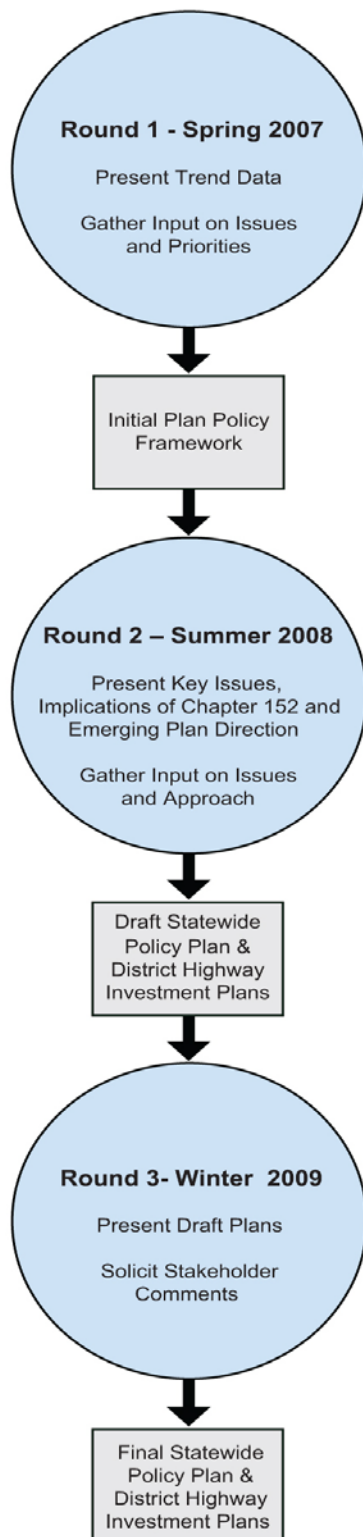 Round 1 - Spring 2007
Present Trend Data
Gather Input on Issues
and Priorities
Initial Plan Policy
Framework
Round 2 – Summer 2008
Present Key Issues,
Implications of Chapter 152 and
Emerging Plan Direction
Gather Input on Issues
and Approach
Draft Statewide
Policy Plan &
District Highway
Investment Plans
Round 3- Winter 2009
Present Draft Plans
Solicit Stakeholder
Comments
Final Statewide
Policy Plan &
District Highway
Investment Plans